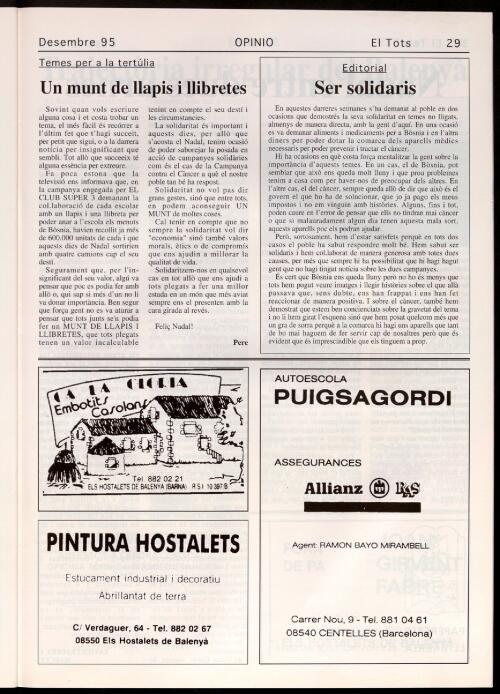 Desembre 95 OPINIO El Tots 29
Temes per a la tertúlia
Un munt de llapis i llibretes
Sovint quan vols escriure
alguna cosa i et costa trobar un
tema, el més fàcil és recórrer a
l'últim fet que t'hagi succeït,
per petit que sigui, o a la darrera
notícia per insignificant que
sembli. Tot allò que succeeix té
alguna essència per extreure.
Fa poca estona que la
televisió ens informava que, en
la campanya engegada per EL
CLUB SUPER 3 demanant la
col.laboració de cada escolar
amb un llapis i una llibreta per
poder anar a l'escola els menuts
de Bòsnia, havien recollit ja més
de 600.000 unitats de cada i que
aquests dies de Nadal sortirien
amb quatre camions cap el seu
destí.
Segurament que, per l'in-
significant del seu valor, algú va
pensar que poc es podia fer amb
allò o, qui sap si més d'un no li
va donar importància. Ben segur
que força gent no es va aturar a
pensar que tots junts se'n podia
fer un MUNT DE LLAPIS I
LLIBRETES, que tots plegats
tenen un valor incalculable
tenint en compte el seu destí i
les circumstàncies.
La solidaritat és important i
aquests dies, per allò que
s'acosta el Nadal, tenim ocasió
de poder saborejar la posada en
acció de campanyes solidàries
com és el cas de la Campanya
contra el Càncer a què el nostre
poble tan bé ha respost.
Solidaritat no vol pas dir
grans gestes, sinó que entre tots,
en podem aconseguir UN
MUNT de moltes coses.
Cal tenir en compte que no
sempre la solidaritat vol dir
"economia" sinó també valors
morals, ètics o de compromís
que ens ajudin a millorar la
qualitat de vida.
Solidaritzem-nos en qualsevol
cas en tot allò que ens ajudi a
tots plegats a fer una millor
estada en un món que més aviat
sempre ens el presenten amb la
cara girada al revés.
Feliç Nadal!
Pere
Editorial
Ser solidaris
En aquestes darreres setmanes s'ha demanat al poble en dos
ocasions que demostrés la seva solidaritat en temes no lligats,
almenys de manera directa, amb la gent d'aquí. En una ocasió
es va demanar aliments i medicaments per a Bòsnia i en l'altra
diners per poder dotar la comarca dels aparells mèdics
necessaris per poder prevenir i tractar el càncer.
Hi ha ocasions en què costa força mentalitzar la gent sobre la
importància d'aquests temes. En un cas, el de Bòsnia, pot
semblar que això ens queda molt lluny i que prou problemes
tenim a casa com per haver-nos de preocupar dels altres. En
l'altre cas, el del càncer, sempre queda allò de dir que això és el
govern el que ho ha de solucionar, que jo ja pago els meus
impostos i no em ninguin amb històries. Alguns, fins i tot,
poden caure en l'error de pensar que ells no tindran mai càncer
o que si malauradament algun dia tenen aquesta mala sort,
aquests aparells poc els podran ajudar.
Però, sortosament, hem d'estar satisfets perquè en tots dos
casos el poble ha sabut respondre molt bé. Hem sabut ser
solidaris i hem col.laborat de manera generosa amb totes dues
causes, per més que sempre hi ha possibilitat que hi hagi hagut
gent que no hagi tingut notícia sobre les dues campanyes.
És cert que Bòsnia ens queda lluny però no ho és menys que
tots hem pogut veure imatges i llegir històries sobre el que allà
passava que, sens dubte, ens han frappat i ens han fet
reaccionar de manera positiva. I sobre el càncer, també hem
demostrat que estem ben conscienciats sobre la gravetat del tema
i no li hem girat l'esquena sinó que hem posat quelcom més que
un gra de sorra perquè a la comarca hi hagi uns aparells que tant
de bo mai haguem de fer servir cap de nosaltres però que és
evident que és imprescindible que els tinguem a prop.
CA LA GLORIA
Embotits
Casolans
Tel. 882 02 21
ELS HOSTALETS DE BALENYA (BARNA) R.S.I. 10.397/B
PINTURA HOSTALETS
Estucament industrial i decoratiu
Abrillantat de terra
C/ Verdaguer, 64 - Tel. 882 02 67
08550 Els Hostalets de Balenyà
AUTOESCOLA
PUIGSAGORDI
ASSEGURANCES
Allianz RAS
Agent: RAMON BAYO MIRAMBELL
Carrer Nou, 9 - Tel. 881 04 61
08540 CENTELLES (Barcelona)